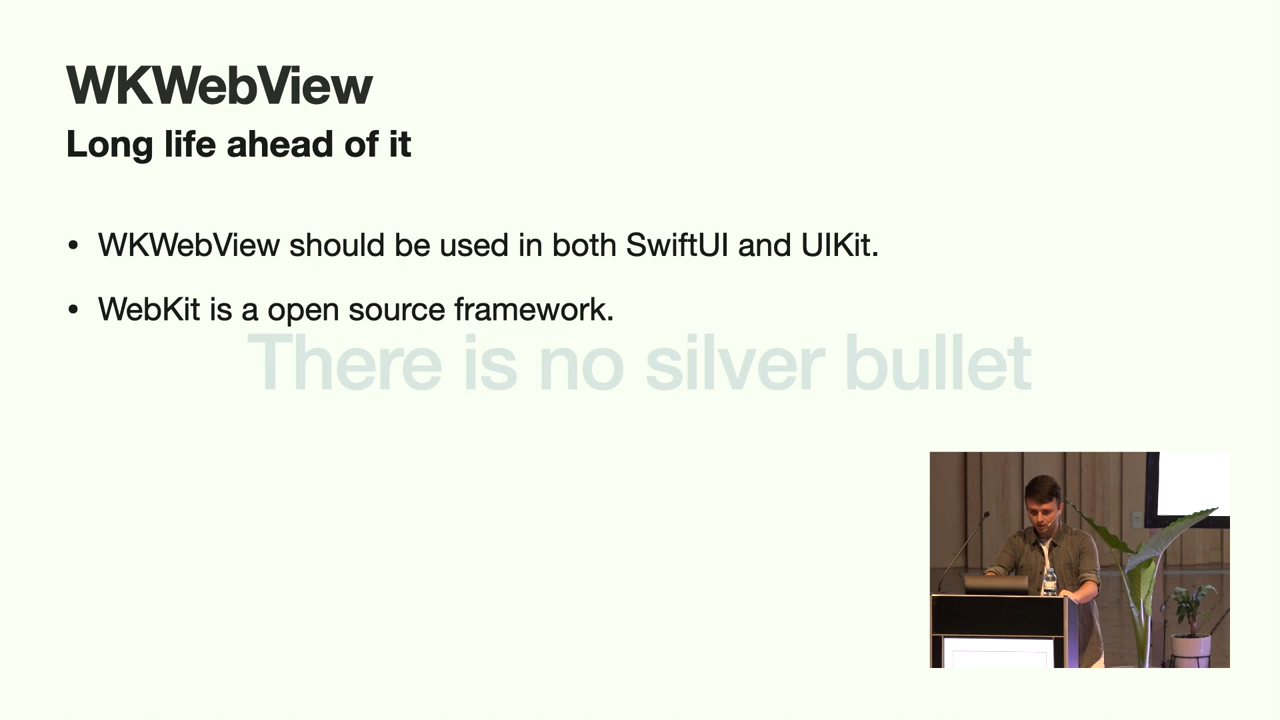 WKWebView
Long life ahead of it
• WKWebView should be used in both SwiftUI and UIKit.
• WebKit is a open source framework.
There is no silver bullet